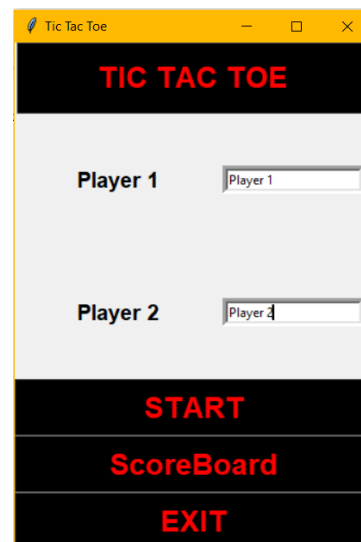 Tic Tac Toe
TIC TAC TOE
Player 1 Player 1
Player 2 Player 2
START
ScoreBoard
EXIT